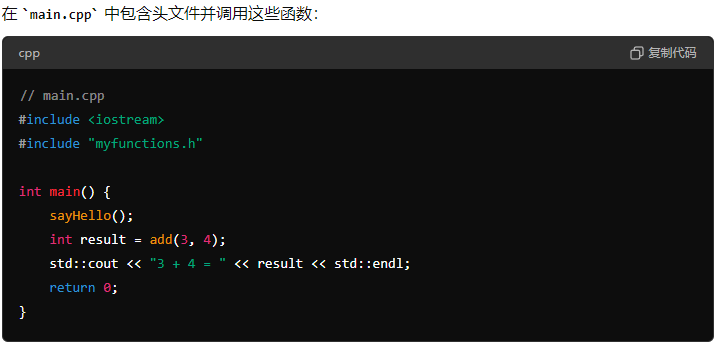 在 `main.cpp` 中包含头文件并调用这些函数：
cpp
复制代码
// main.cpp
#include <iostream>
#include "myfunctions.h"
int main() {
    sayHello();
    int result = add(3, 4);
    std::cout << "3 + 4 = " << result << std::endl;
    return 0;
}